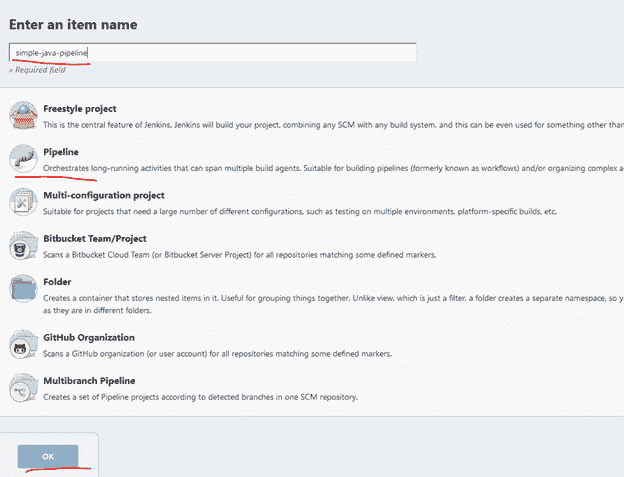 Enter an item name
simple-java-pipeline
» Required field
Freestyle project
This is the central feature of Jenkins. Jenkins will build your project, combining any SCM with any build system, and this can be even used for something other than
Pipeline
Orchestrates long-running activities that can span multiple build agents. Suitable for building pipelines (formerly known as workflows) and/or organizing complex a
Multi-configuration project
Suitable for projects that need a large number of different configurations, such as testing on multiple environments, platform-specific builds, etc.
Bitbucket Team/Project
Scans a Bitbucket Cloud Team (or Bitbucket Server Project) for all repositories matching some defined markers.
Folder
Creates a container that stores nested items in it. Useful for grouping things together. Unlike view, which is just a filter, a folder creates a separate namespace, so y
as they are in different folders.
GitHub Organization
Scans a GitHub organization (or user account) for all repositories matching some defined markers.
Multibranch Pipeline
Creates a set of Pipeline projects according to detected branches in one SCM repository.
OK